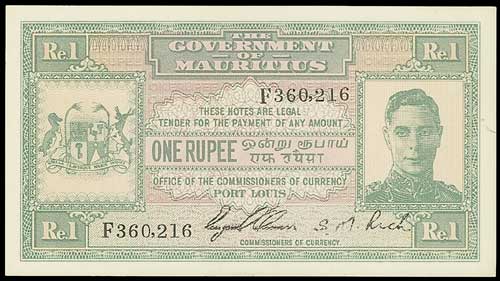 Re.1
THE
GOVERNMENT
OF
MAURITIUS
Re.1
F360,216
THESE NOTES ARE LEGAL
TENDER FOR THE PAYMENT OF ANY AMOUNT
ONE RUPEE
ஒன்று ரூபாய்
एक रुपैया
OFFICE OF THE COMMISSIONERS OF CURRENCY
PORT LOUIS
F360,216
COMMISSIONERS OF CURRENCY.
Re.1
Re.1